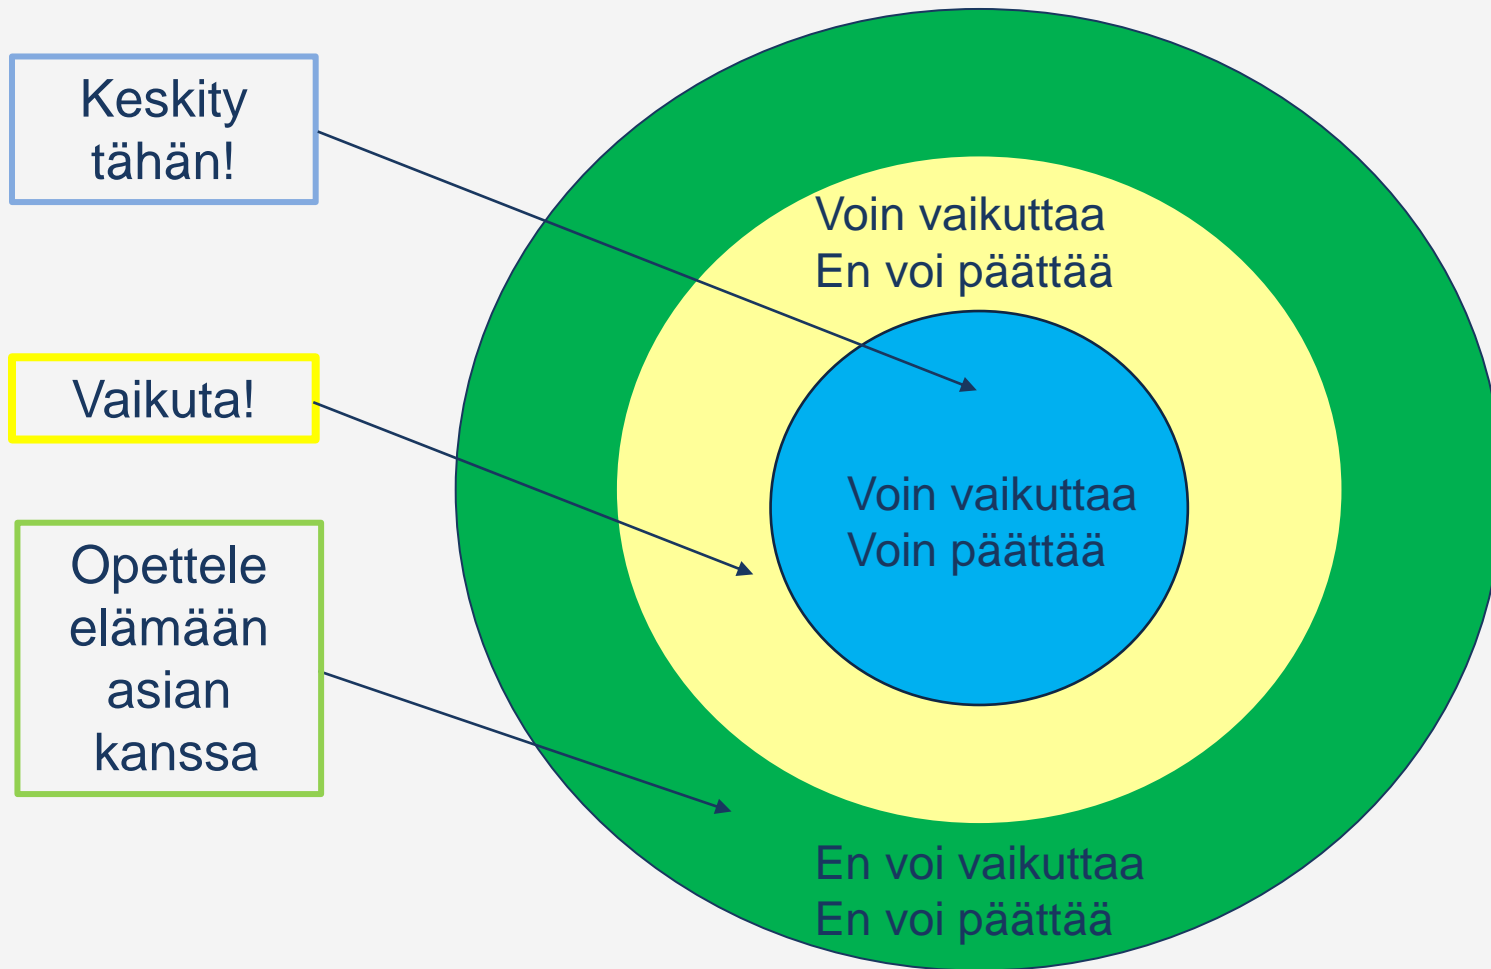 Keskity
tähän!
Vaikuta!
Opettele
elämään
asian
kanssa
Voin vaikuttaa
En voi päättää
Voin vaikuttaa
Voin päättää
En voi vaikuttaa
En voi päättää